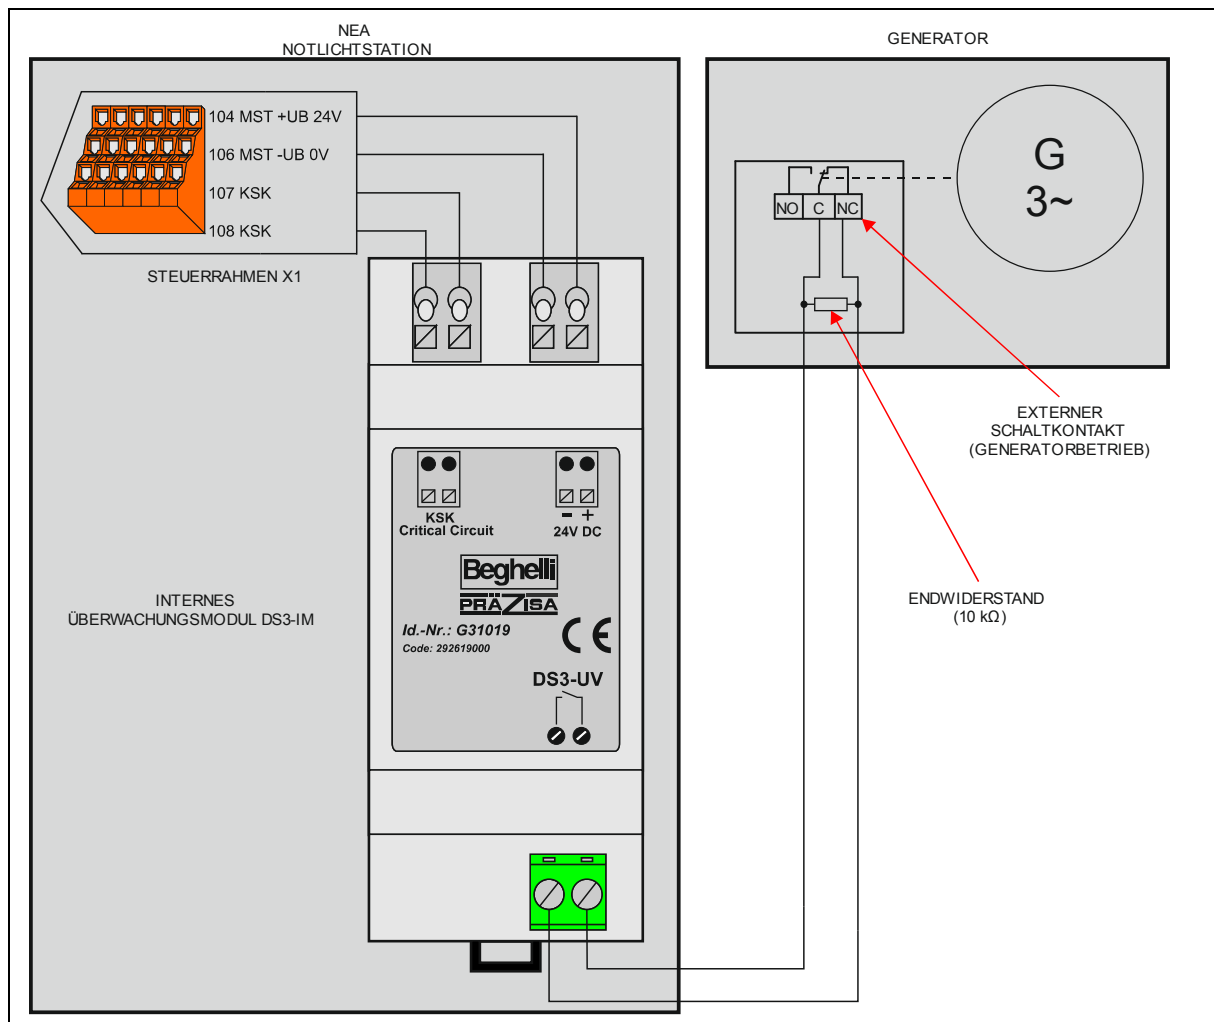 NEA
NOTLICHTSTATION
GENERATOR
104 MST +UB 24V
106 MST -UB 0V
107 KSK
108 KSK
STEUERRAHMEN X1
G
3~
NO C NC
EXTERNER
SCHALTKONTAKT
(GENERATORBETRIEB)
ENDWIDERSTAND
(10 kΩ)
INTERNES
ÜBERWACHUNGSMODUL DS3-IM
KSK
Critical Circuit
- +
24V DC
Beghelli
PRÄZISA
Id.-Nr.: G31019
Code: 292619000
CE
DS3-UV